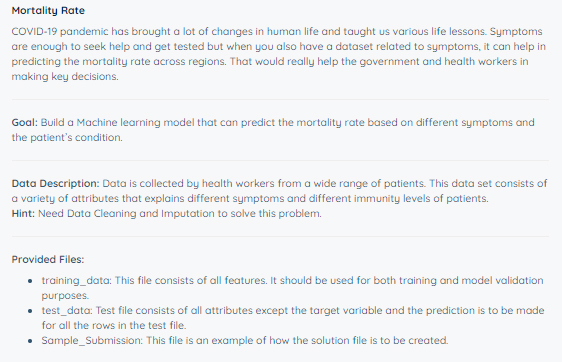 Mortality Rate
COVID-19 pandemic has brought a lot of changes in human life and taught us various life lessons. Symptoms
are enough to seek help and get tested but when you also have a dataset related to symptoms, it can help in
predicting the mortality rate across regions. That would really help the government and health workers in
making key decisions.
Goal: Build a Machine learning model that can predict the mortality rate based on different symptoms and
the patient's condition.
Data Description: Data is collected by health workers from a wide range of patients. This data set consists of
a variety of attributes that explains different symptoms and different immunity levels of patients.
Hint: Need Data Cleaning and Imputation to solve this problem.
Provided Files:
• training_data: This file consists of all features. It should be used for both training and model validation
purposes.
• test_data: Test file consists of all attributes except the target variable and the prediction is to be made
for all the rows in the test file.
• Sample_Submission: This file is an example of how the solution file is to be created.